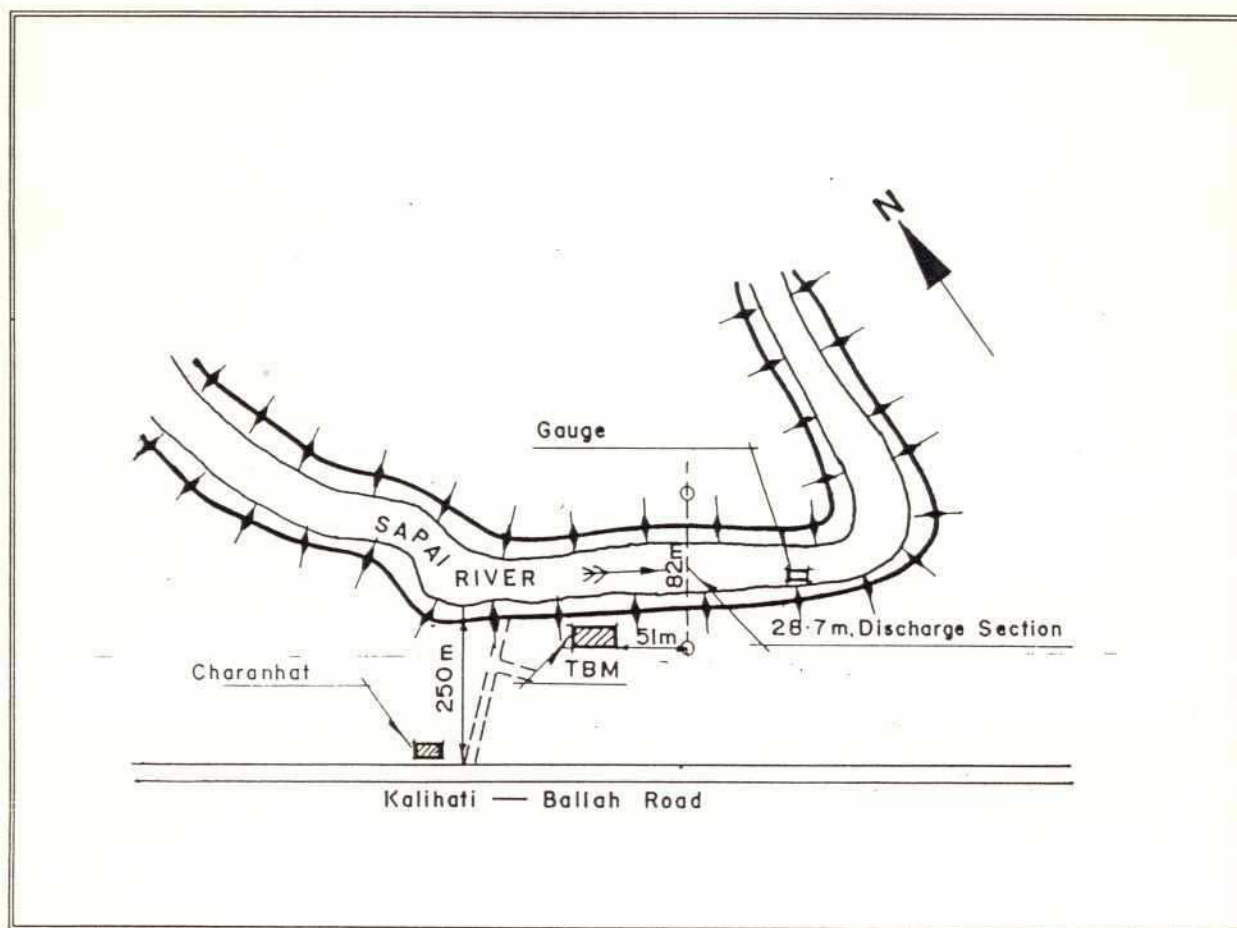 N
Gauge
SAPAI
RIVER
82m
28·7m, Discharge Section
51m
TBM
250 m
Charanhat
Kalihati — Ballah Road